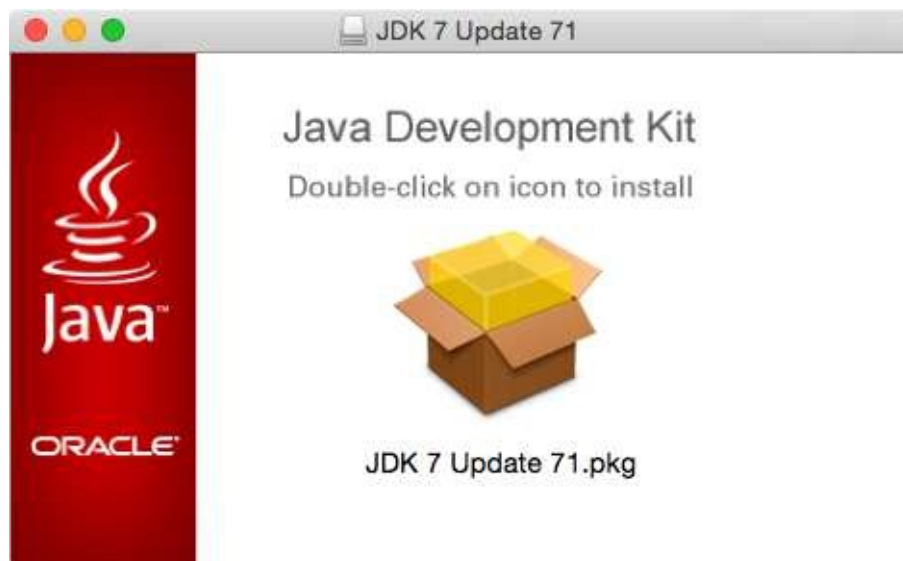 JDK 7 Update 71
Java Development Kit
Double-click on icon to install
Java™
ORACLE®
JDK 7 Update 71.pkg